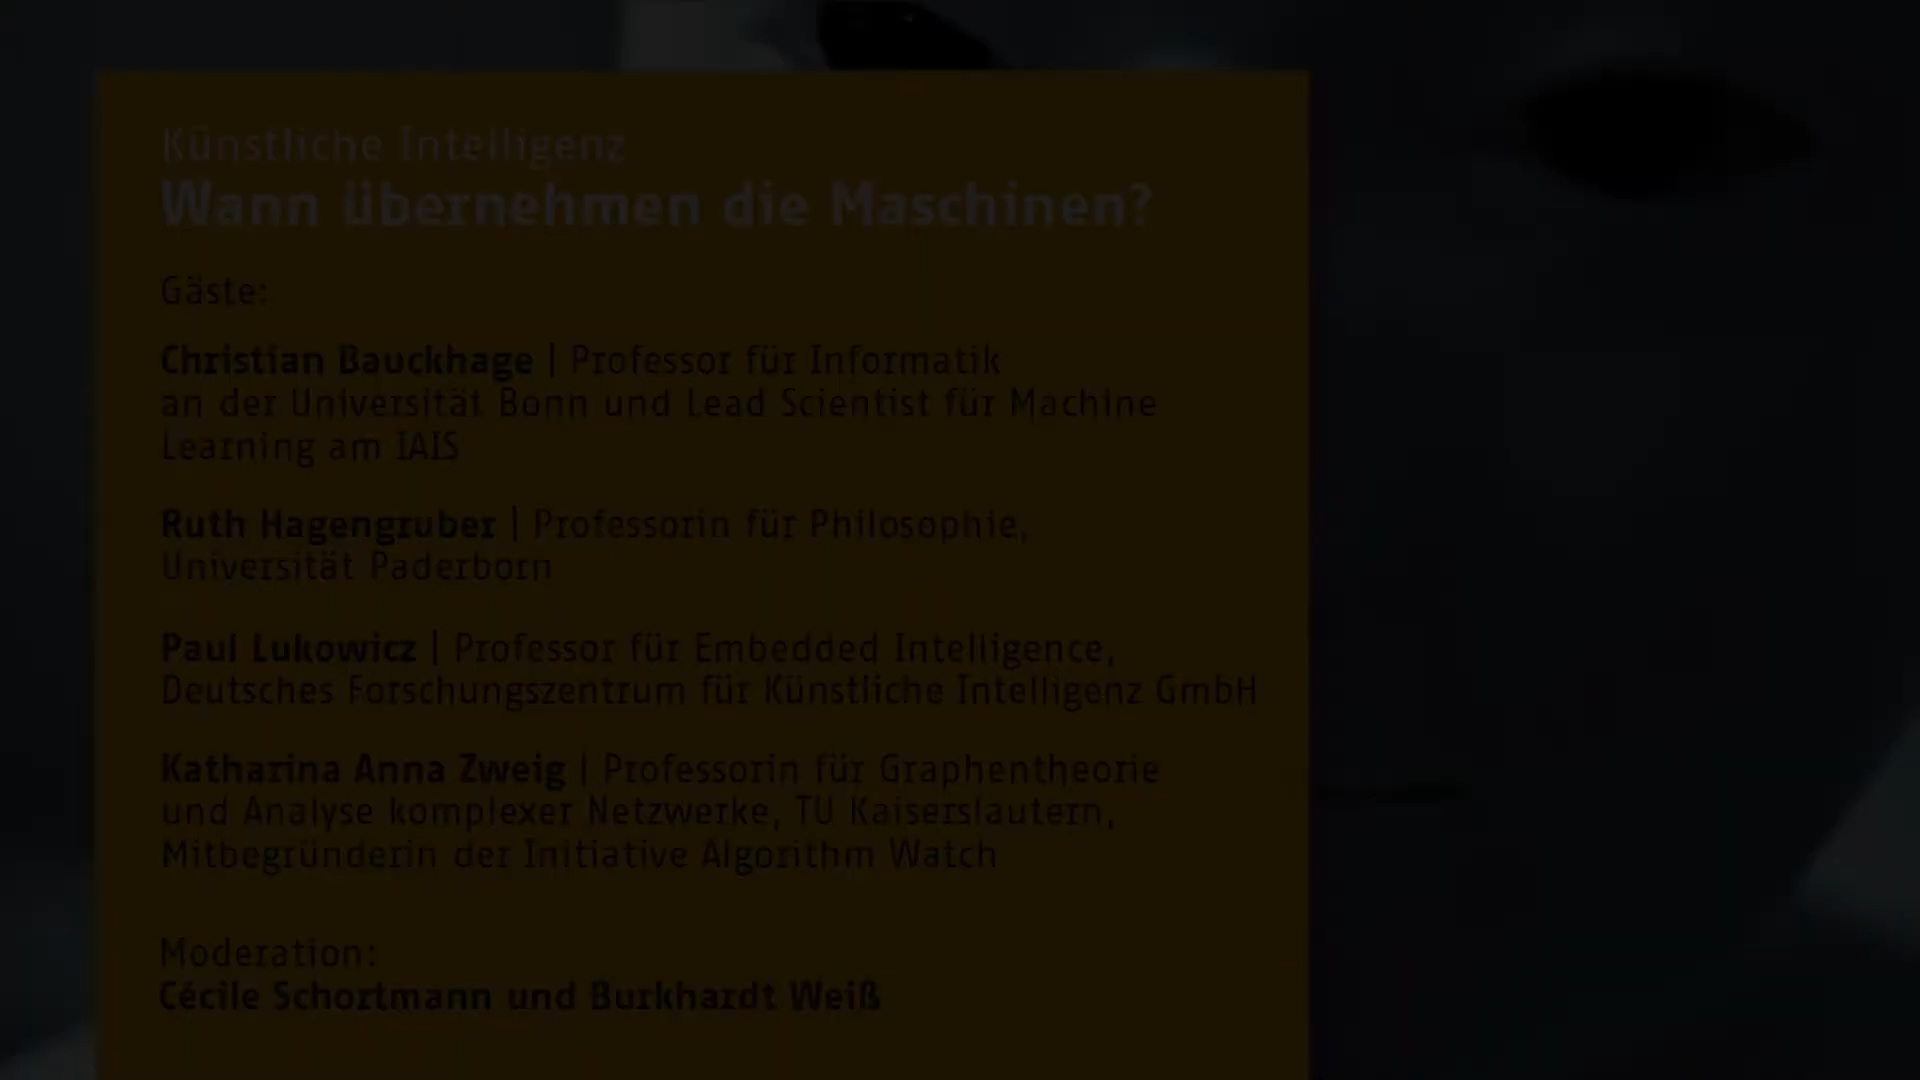 Künstliche Intelligenz
Wann übernehmen die Maschinen?
Gäste:
Christian Bauckhage | Professor für Informatik
an der Universität Bonn und Lead Scientist für Machine
Learning am IAIS
Ruth Hagengruber | Professorin für Philosophie,
Universität Paderborn
Paul Lukowicz | Professor für Embedded Intelligence,
Deutsches Forschungszentrum für Künstliche Intelligenz GmbH
Katharina Anna Zweig | Professorin für Graphentheorie
und Analyse komplexer Netzwerke, TU Kaiserslautern,
Mitbegründerin der Initiative Algorithm Watch
Moderation:
Cécile Schortmann und Burkhardt Weiß